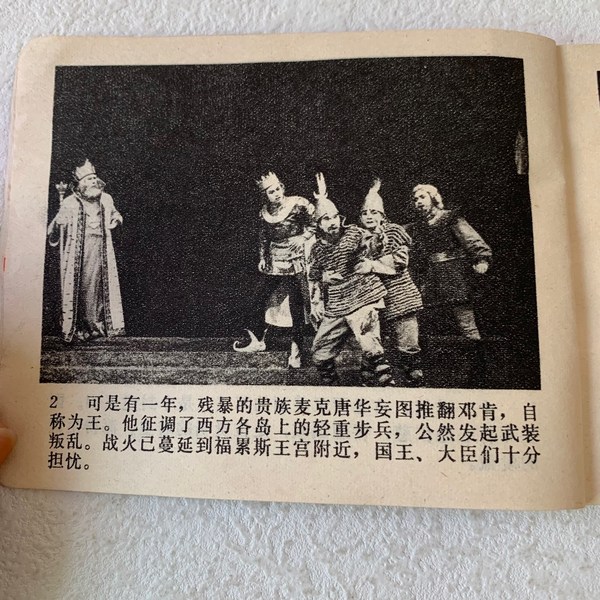 2 可是有一年，残暴的贵族麦克唐华妄图推翻邓肯，自
称为王。他征调了西方各岛上的轻重步兵，公然发起武装
叛乱。战火已蔓延到福累斯王宫附近，国王、大臣们十分
担忧。